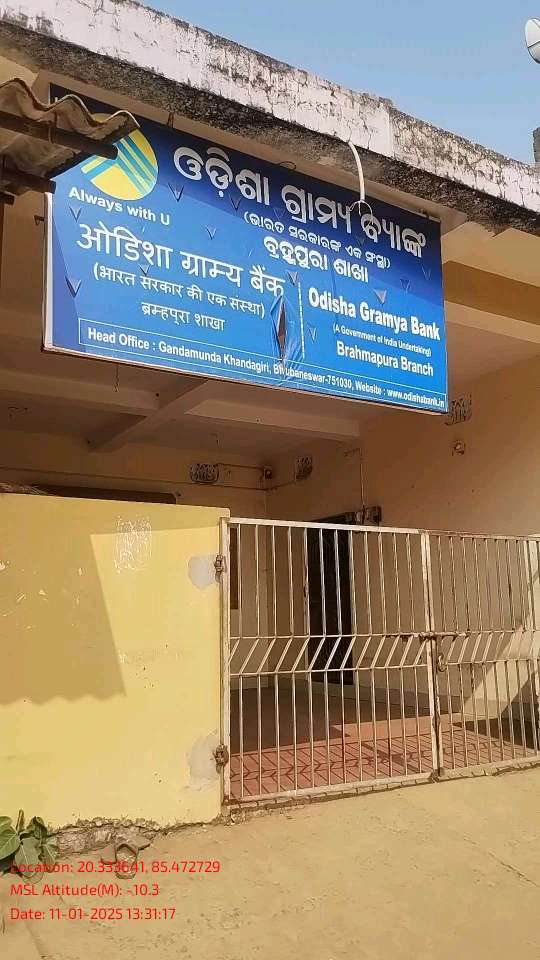 Always with U
ଓଡ଼ିଶା ଗ୍ରାମ୍ୟ ବ୍ୟାଙ୍କ
(ଭାରତ ସରକାରଙ୍କ ଏକ ସଂସ୍ଥା)
ବ୍ରହ୍ମପୁରା ଶାଖା
ओडिशा ग्राम्य बैंक
(भारत सरकार की एक संस्था)
ब्रम्हपुरा शाखा
Odisha Gramya Bank
(A Government of India Undertaking)
Brahmapura Branch
Head Office : Gandamunda Khandagiri, Bhubaneswar-751030, Website : www.odishabank.in
Location: 20.333641, 85.472729
MSL Altitude(M): -10.3
Date: 11-01-2025 13:31:17